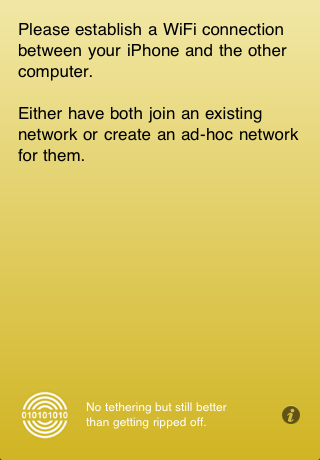 Please establish a WiFi connection
between your iPhone and the other
computer.
Either have both join an existing
network or create an ad-hoc network
for them.
010101010
No tethering but still better
than getting ripped off.
i